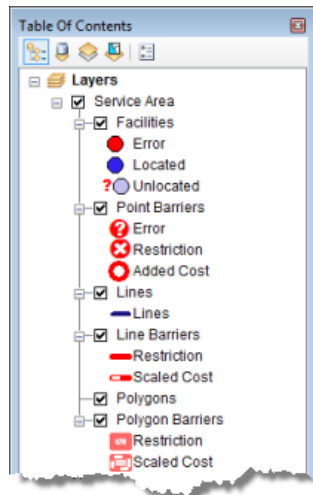 Table Of Contents
Layers
Service Area
Facilities
Error
Located
?Unlocated
Point Barriers
? Error
Restriction
Added Cost
Lines
Lines
Line Barriers
Restriction
Scaled Cost
Polygons
Polygon Barriers
Restriction
Scaled Cost